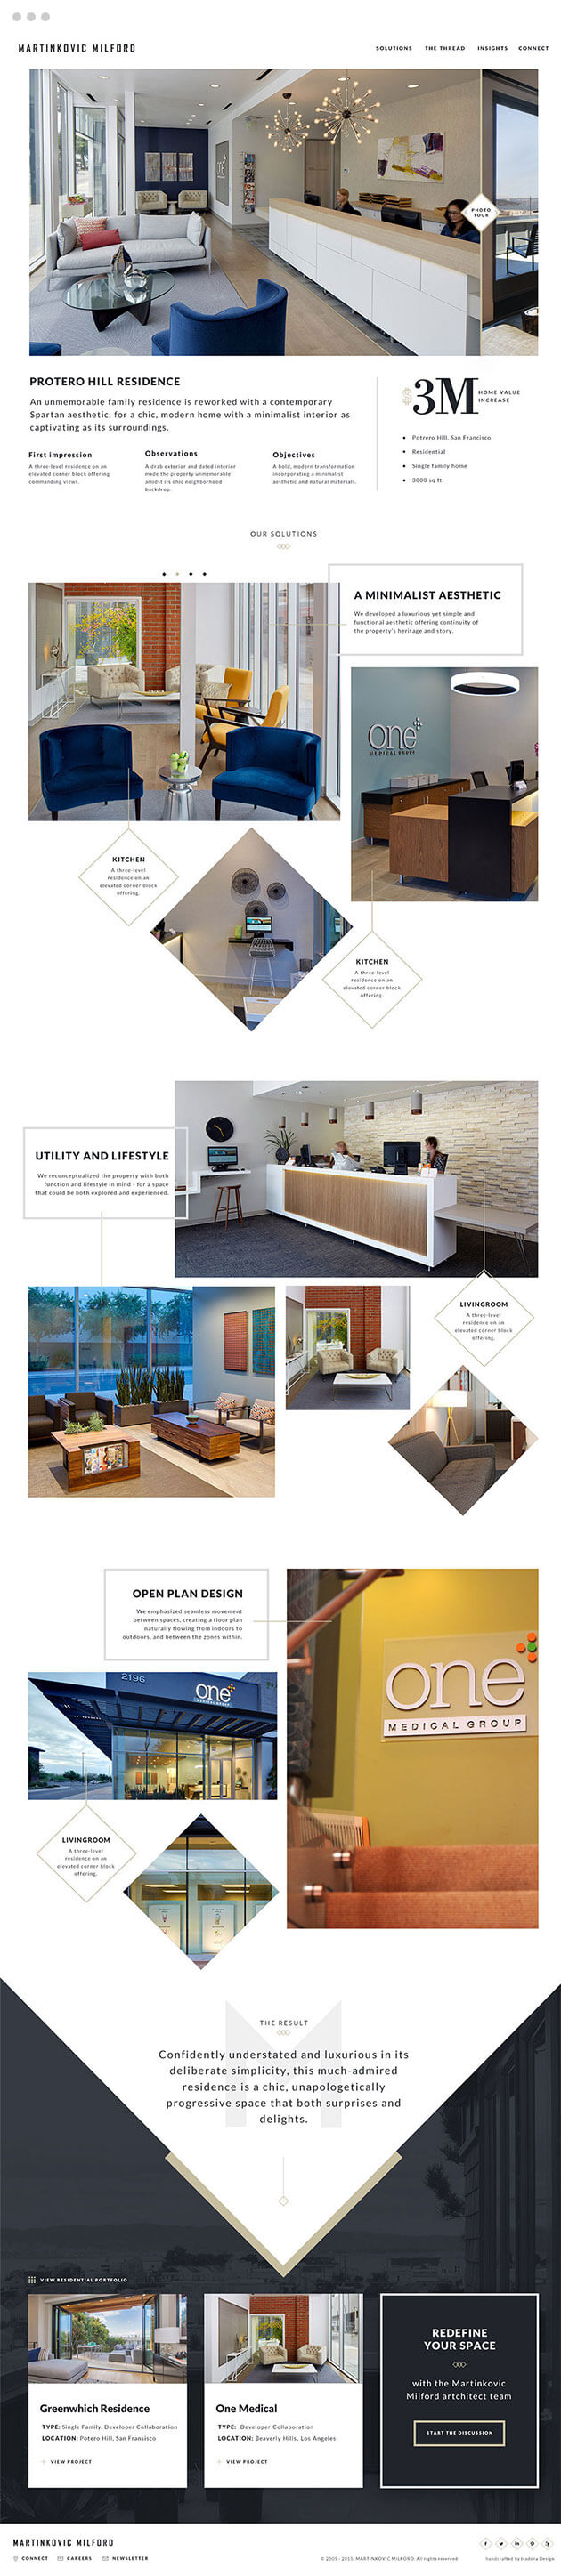 MARTINKOVIC MILFORD
SOLUTIONS THE THREAD INSIGHTS CONNECT
PHOTO
TOUR
PROTERO HILL RESIDENCE
An unmemorable family residence is reworked with a contemporary
Spartan aesthetic, for a chic, modern home with a minimalist interior as
captivating as its surroundings.
First impression
A three-level residence on an
elevated corner block offering
commanding views.
Observations
A drab exterior and dated interior
made the property unmemorable
amidst its chic neighborhood
backdrop.
Objectives
A bold, modern transformation
incorporating a minimalist
aesthetic and natural materials.
$3M HOME VALUE
INCREASE
Potrero Hill, San Francisco
Residential
Single family home
3000 sq ft.
OUR SOLUTIONS
A MINIMALIST AESTHETIC
We developed a luxurious yet simple and
functional aesthetic offering continuity of
the property's heritage and story.
one
MEDICAL GROUP
KITCHEN
A three-level
residence on an
elevated corner block
offering.
KITCHEN
A three-level
residence on an
elevated corner block
offering.
UTILITY AND LIFESTYLE
We reconceptualized the property with both
function and lifestyle in mind - for a space
that could be both explored and experienced.
LIVINGROOM
A three-level
residence on an
elevated corner block
offering.
OPEN PLAN DESIGN
We emphasized seamless movement
between spaces, creating a floor plan
naturally flowing from indoors to
outdoors, and between the zones within.
one
MEDICAL GROUP
2196
one
MEDICAL GROUP
LIVINGROOM
A three-level
residence on an
elevated corner block
offering.
THE RESULT
Confidently understated and luxurious in its
deliberate simplicity, this much-admired
residence is a chic, unapologetically
progressive space that both surprises and
delights.
VIEW RESIDENTIAL PORTFOLIO
Greenwhich Residence
TYPE: Single Family, Developer Collaboration
LOCATION: Potero Hill, San Fransisco
VIEW PROJECT
One Medical
TYPE: Developer Collaboration
LOCATION: Beaverly Hills, Los Angeles
VIEW PROJECT
REDEFINE
YOUR SPACE
with the Martinkovic
Milford artchitect team
START THE DISCUSSION
MARTINKOVIC MILFORD
CONNECT CAREERS NEWSLETTER
© 2005 - 2015, MARTINKOVIC MILFORD. All rights reserved
handcrafted by Design